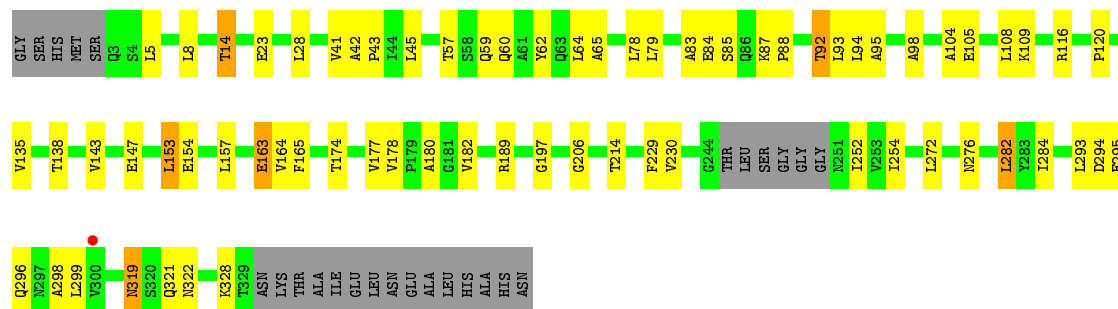 GLY SER HIS MET SER Q3 S4 L5 L8 T14 E23 L28 V41 A42 P43 I44 L45 T57 S58 Q59 Q60 A61 Y62 Q63 L64 A65 L78 L79 A83 E84 S85 Q86 K87 P88 T92 L93 L94 A95 A98 A104 E105 L108 K109 R116 P120
V135 T138 V143 E147 L153 E154 L157 E163 V164 F165 T174 V177 V178 P179 A180 G181 V182 R189 G197 G206 T214 F229 V230 G244 THR LEU SER GLY GLY GLY N251 I252 V253 I254 L272 N276 L282 Y283 I284 L293 D294
Q296 N297 A298 L299 V300 N319 S320 Q321 N322 K328 T329 ASN LYS THR ALA ILE GLU LEU ASN GLU ALA LEU HIS ALA HIS ASN